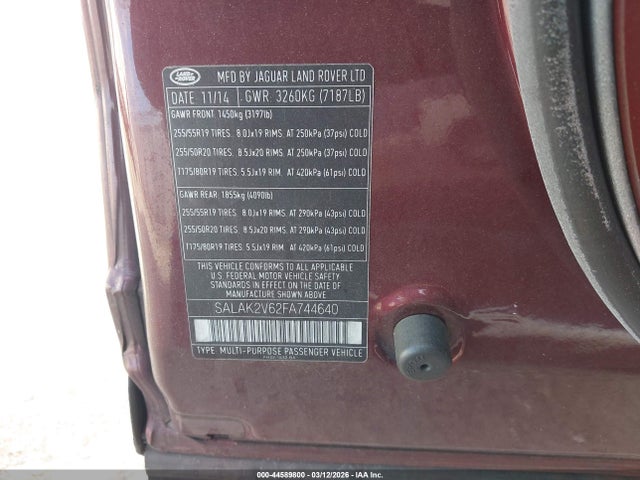 LAND ROVER
MFD BY JAGUAR LAND ROVER LTD
DATE 11/14 GWR 3260KG (7187LB)
GAWR FRONT 1450kg (3197lb)
255/55R19 TIRES. 8.0Jx19 RIMS. AT 250kPa (37psi) COLD
255/50R20 TIRES. 8.5Jx20 RIMS. AT 250kPa (37psi) COLD
T175/80R19 TIRES. 5.5Jx19 RIM. AT 420kPa (61psi) COLD
GAWR REAR: 1855kg (4090lb)
255/55R19 TIRES. 8.0Jx19 RIMS. AT 290kPa (43psi) COLD
255/50R20 TIRES. 8.5Jx20 RIMS. AT 290kPa (43psi) COLD
T175/80R19 TIRES. 5.5Jx19 RIM. AT 420kPa (61psi) COLD
THIS VEHICLE CONFORMS TO ALL APPLICABLE
U.S. FEDERAL MOTOR VEHICLE SAFETY
STANDARDS IN EFFECT ON THE DATE OF
MANUFACTURE SHOWN ABOVE.
SALAK2V62FA744640
TYPE: MULTI-PURPOSE PASSENGER VEHICLE
000-44589800 - 03/12/2026 - IAA Inc.